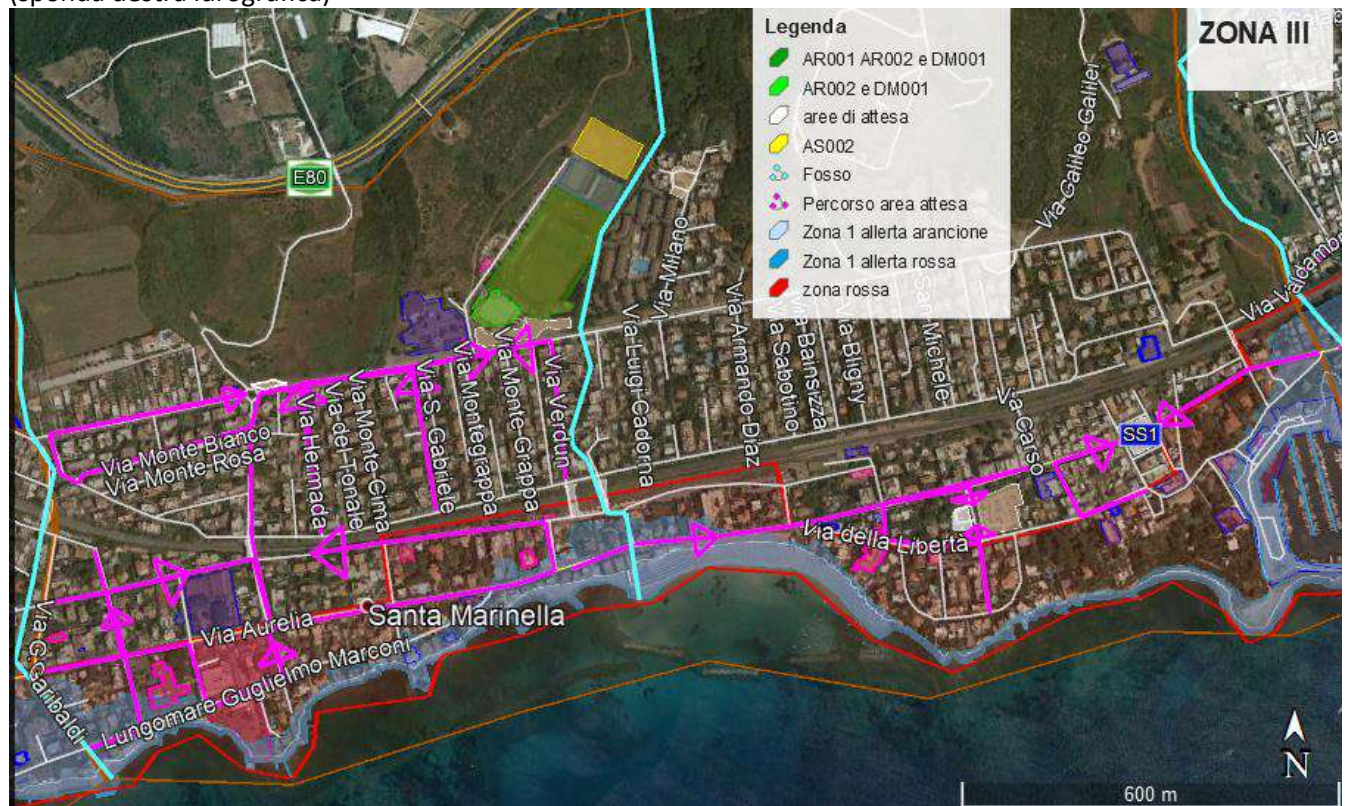 (sponda destra idrografica)
Legenda
AR001 AR002 e DM001
AR002 e DM001
aree di attesa
AS002
Fosso
Percorso area attesa
Zona 1 allerta arancione
Zona 1 allerta rossa
zona rossa
ZONA III
E80
Via Galileo Galilei
Via Milano
Via
Via Valcamb
Via Luigi Cadorna
Via Armando Diaz
Via Sabotino
Via Bainsizza
Via Bligny
San Michele
Via Carso
Via Monte Bianco
Via Monte Rosa
Via Hermada
Via del Tonale
Via Monte Cima
Via S. Gabriele
Via Montegrappa
Via Monte Grappa
Via Verdun
SS1
Via della Libertà
Santa Marinella
Via Aurelia
Lungomare Guglielmo Marconi
Via G. Garibaldi
N
600 m